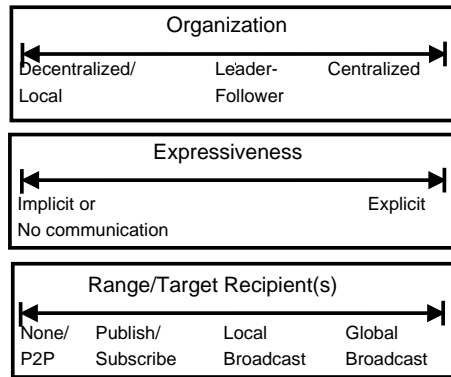 Organization
Decentralized/ Leader- Centralized
Local Follower
Expressiveness
Implicit or Explicit
No communication
Range/Target Recipient(s)
None/ Publish/ Local Global
P2P Subscribe Broadcast Broadcast